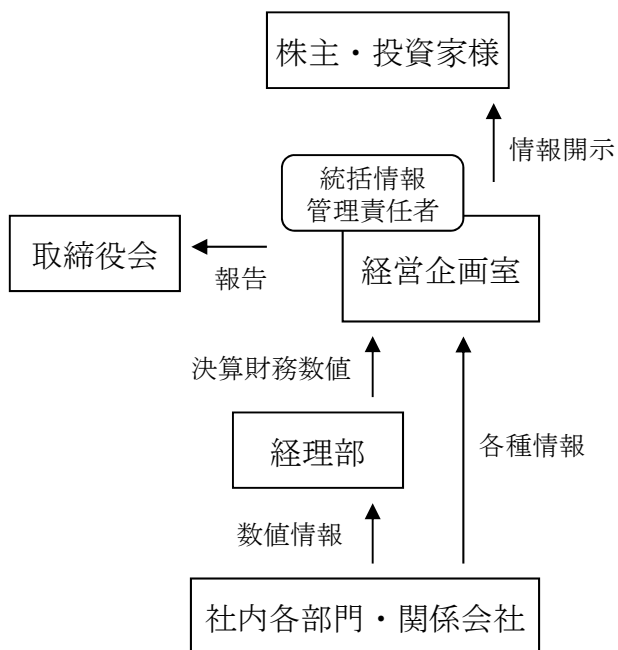 株主・投資家様
情報開示
統括情報
管理責任者
取締役会
報告
経営企画室
決算財務数値
経理部
各種情報
数値情報
社内各部門・関係会社